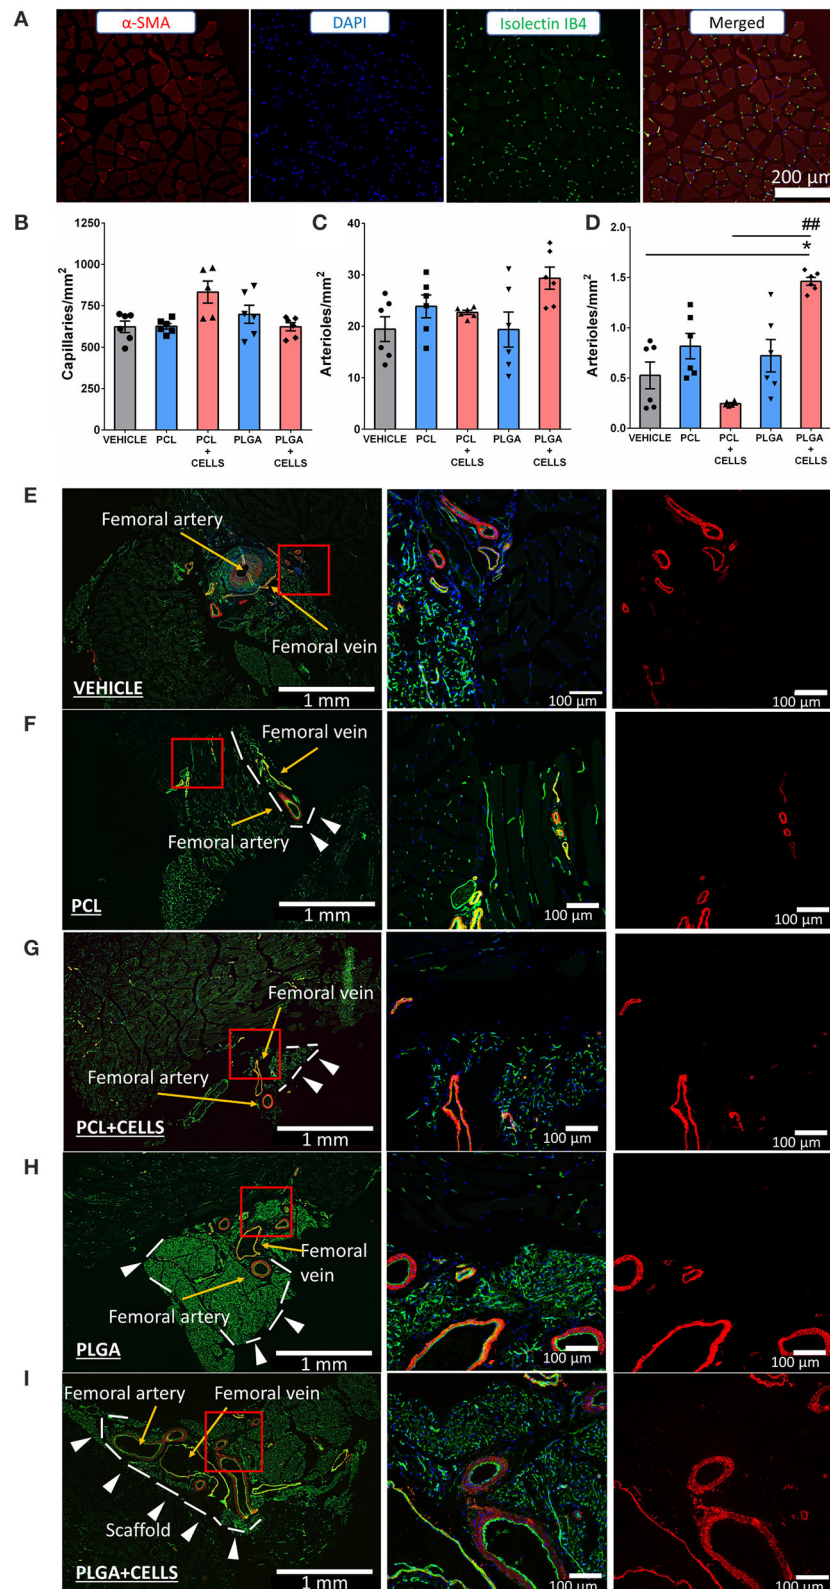 A
α-SMA
DAPI
Isolectin IB4
Merged
200 μm
B
Capillaries/mm²
1250
1000
750
500
250
0
VEHICLE
PCL
PCL
+
CELLS
PLGA
PLGA
+
CELLS
C
Arterioles/mm²
40
30
20
10
0
VEHICLE
PCL
PCL
+
CELLS
PLGA
PLGA
+
CELLS
D
Arterioles/mm²
2.0
1.5
1.0
0.5
0.0
##
*
VEHICLE
PCL
PCL
+
CELLS
PLGA
PLGA
+
CELLS
E
Femoral artery
Femoral vein
VEHICLE
1 mm
100 μm
100 μm
F
Femoral vein
Femoral artery
PCL
1 mm
100 μm
100 μm
G
Femoral vein
Femoral artery
PCL+CELLS
1 mm
100 μm
100 μm
H
Femoral
vein
Femoral artery
PLGA
1 mm
100 μm
100 μm
I
Femoral artery
Femoral vein
Scaffold
PLGA+CELLS
1 mm
100 μm
100 μm